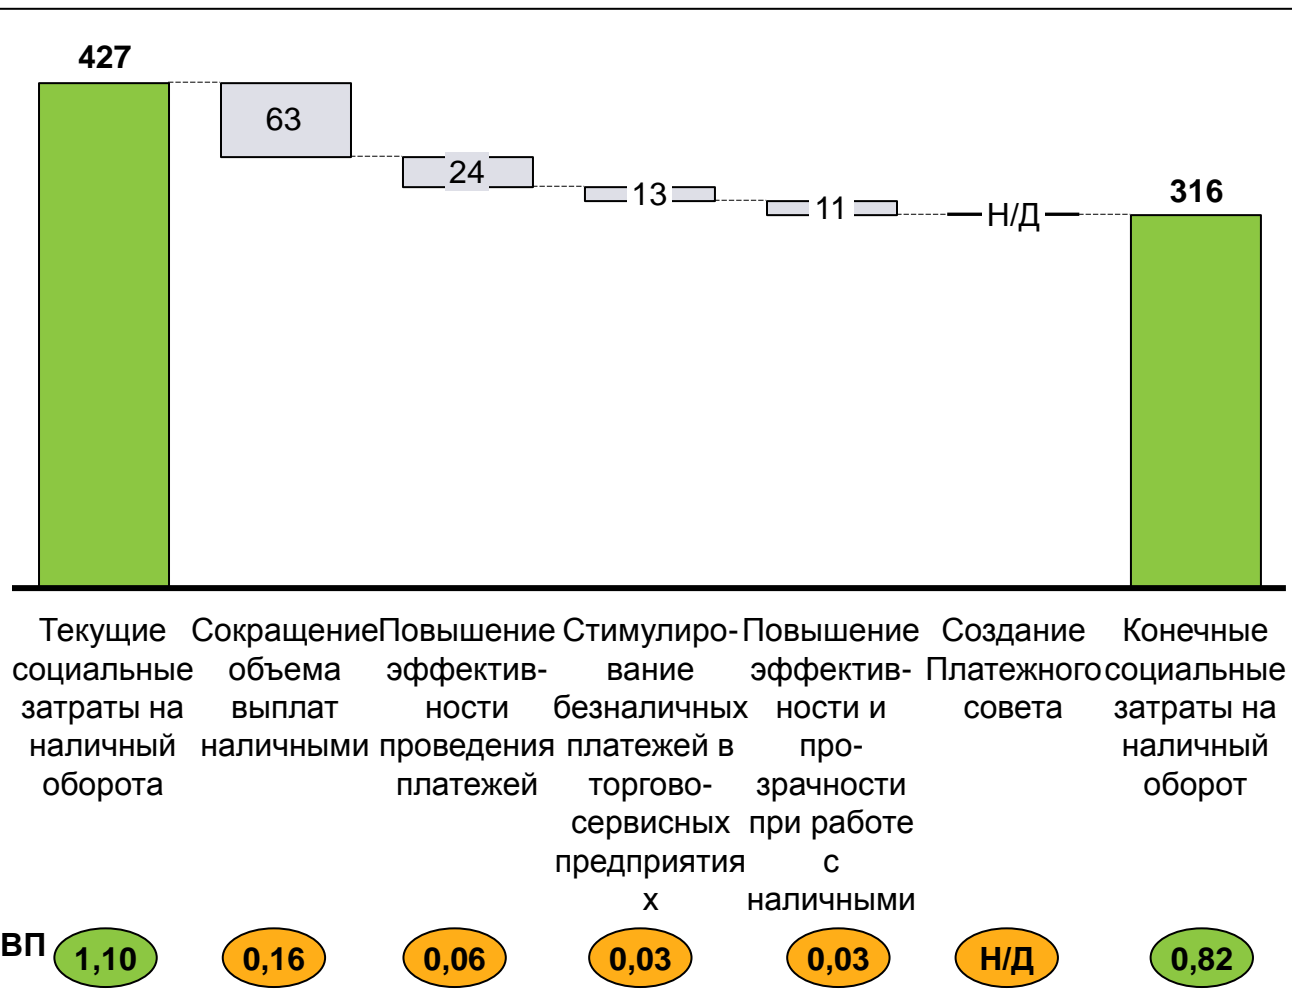 427
63
24
13
11
Н/Д
316
Текущие
социальные
затраты на
наличный
оборота
Сокращение
объема
выплат
наличными
Повышение
эффектив-
ности
проведения
платежей
Стимулиро-
вание
безналичных
платежей в
торгово-
сервисных
предприятия
х
Повышение
эффектив-
ности и
про-
зрачности
при работе
с
наличными
Создание
Платежного
совета
Конечные
социальные
затраты на
наличный
оборот
ВП
1,10
0,16
0,06
0,03
0,03
Н/Д
0,82